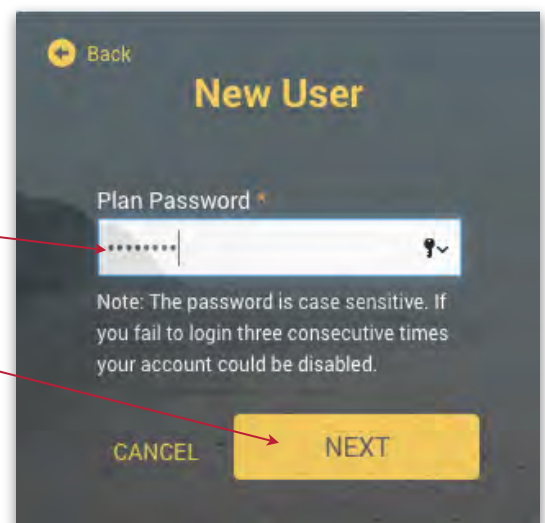 Back
New User
Plan Password *
••••••••
Note: The password is case sensitive. If
you fail to login three consecutive times
your account could be disabled.
CANCEL NEXT